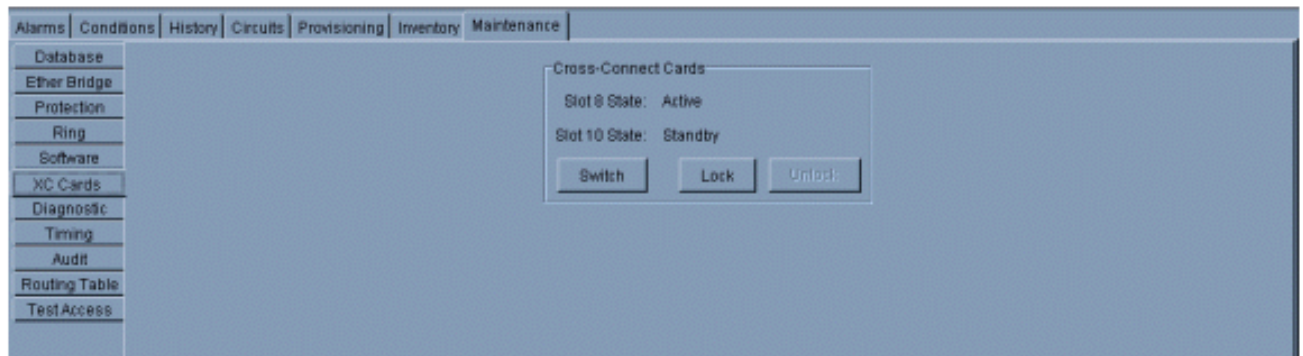 Alarms Conditions History Circuits Provisioning Inventory Maintenance
Database
Ether Bridge
Protection
Ring
Software
XC Cards
Diagnostic
Timing
Audit
Routing Table
Test Access
Cross-Connect Cards
Slot 8 State: Active
Slot 10 State: Standby
Switch Lock Unlock